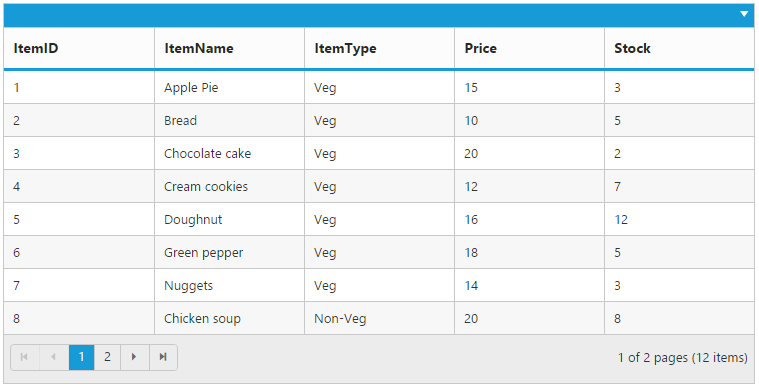 ItemID ItemName ItemType Price Stock
1 Apple Pie Veg 15 3
2 Bread Veg 10 5
3 Chocolate cake Veg 20 2
4 Cream cookies Veg 12 7
5 Doughnut Veg 16 12
6 Green pepper Veg 18 5
7 Nuggets Veg 14 3
8 Chicken soup Non-Veg 20 8
1 2 1 of 2 pages (12 items)